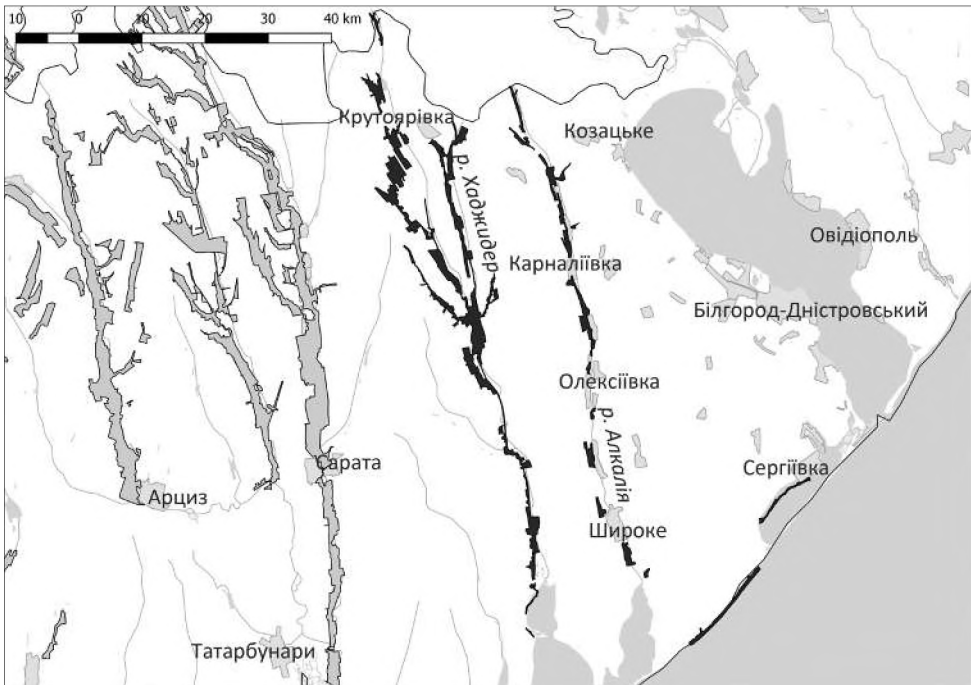 10 0 10 20 30 40 km
Крутоярівка
Козацьке
р. Хаджидер
Овідіополь
Карналіївка
Білгород-Дністровський
Олексіївка
р. Алкалія
Сарата
Сергіївка
Арциз
Широке
Татарбунари